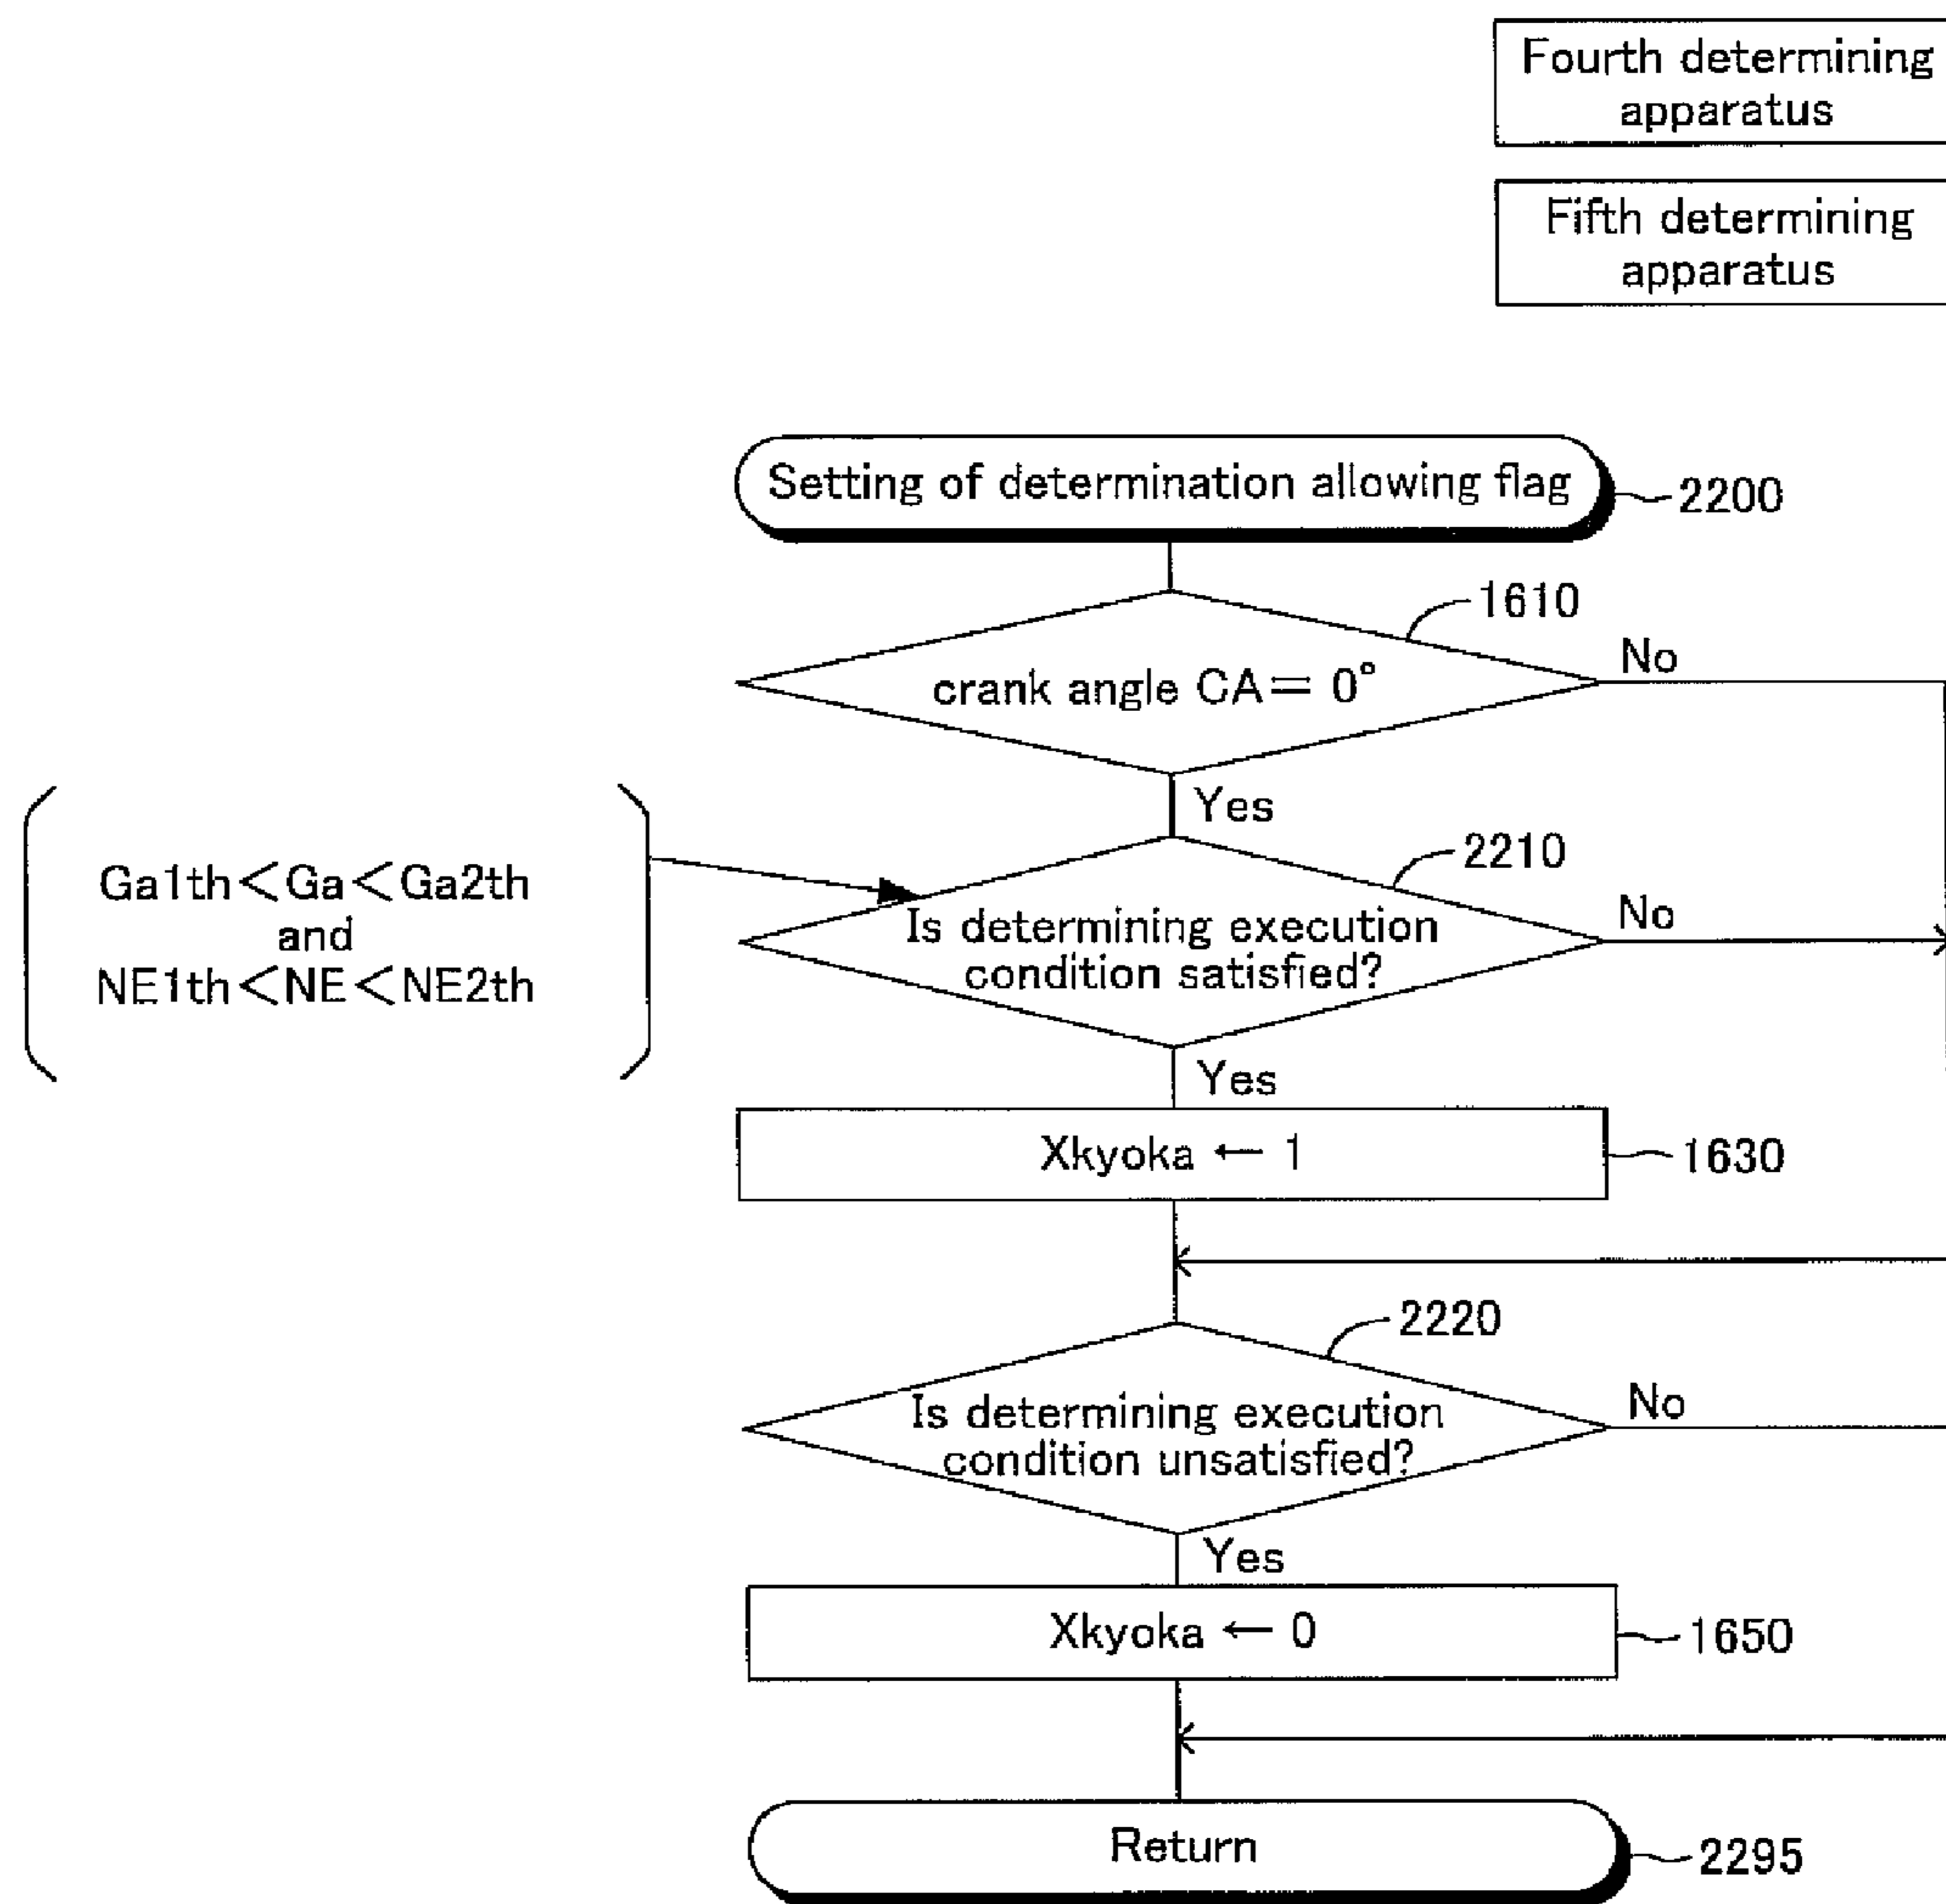 Fourth determining
apparatus
Fifth determining
apparatus
Setting of determination allowing flag
2200
1610
crank angle CA= 0°
No
Yes
2210
Ga1th<Ga<Ga2th
and
NE1th<NE<NE2th
Is determining execution
condition satisfied?
No
Yes
Xkyoka ← 1
1630
2220
Is determining execution
condition unsatisfied?
No
Yes
Xkyoka ← 0
1650
Return
2295